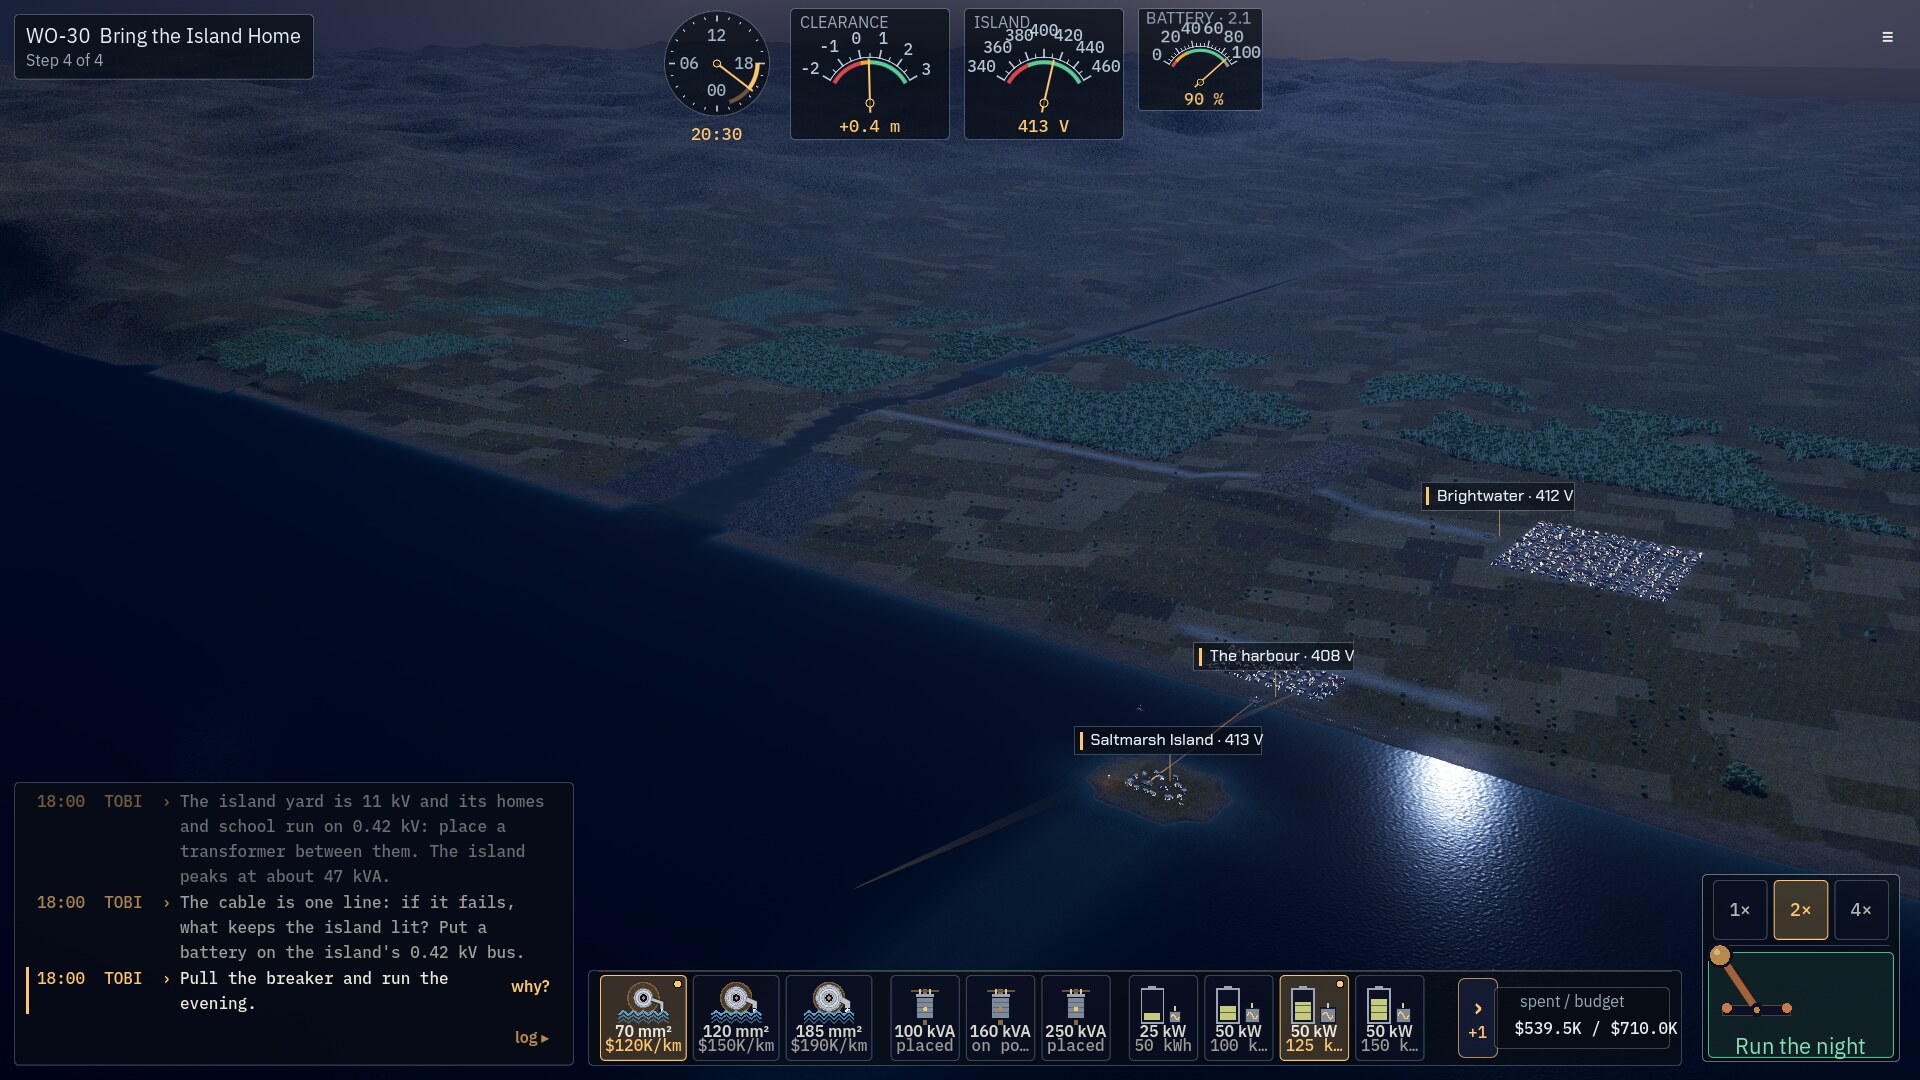 WO-30 Bring the Island Home
Step 4 of 4
12
06
18
00
20:30
CLEARANCE
-2 -1 0 1 2 3
+0.4 m
ISLAND
340 360 380 400 420 440 460
413 V
BATTERY · 2.1
0 20 40 60 80 100
90 %
≡
Brightwater · 412 V
The harbour · 408 V
Saltmarsh Island · 413 V
18:00 TOBI › The island yard is 11 kV and its homes
and school run on 0.42 kV: place a
transformer between them. The island
peaks at about 47 kVA.
18:00 TOBI › The cable is one line: if it fails,
what keeps the island lit? Put a
battery on the island's 0.42 kV bus.
18:00 TOBI › Pull the breaker and run the
evening.
why?
log ▸
70 mm²
$120K/km
120 mm²
$150K/km
185 mm²
$190K/km
100 kVA
placed
160 kVA
on po…
250 kVA
placed
25 kW
50 kWh
50 kW
100 k…
50 kW
125 k…
50 kW
150 k…
›
+1
spent / budget
$539.5K / $710.0K
1× 2× 4×
Run the night